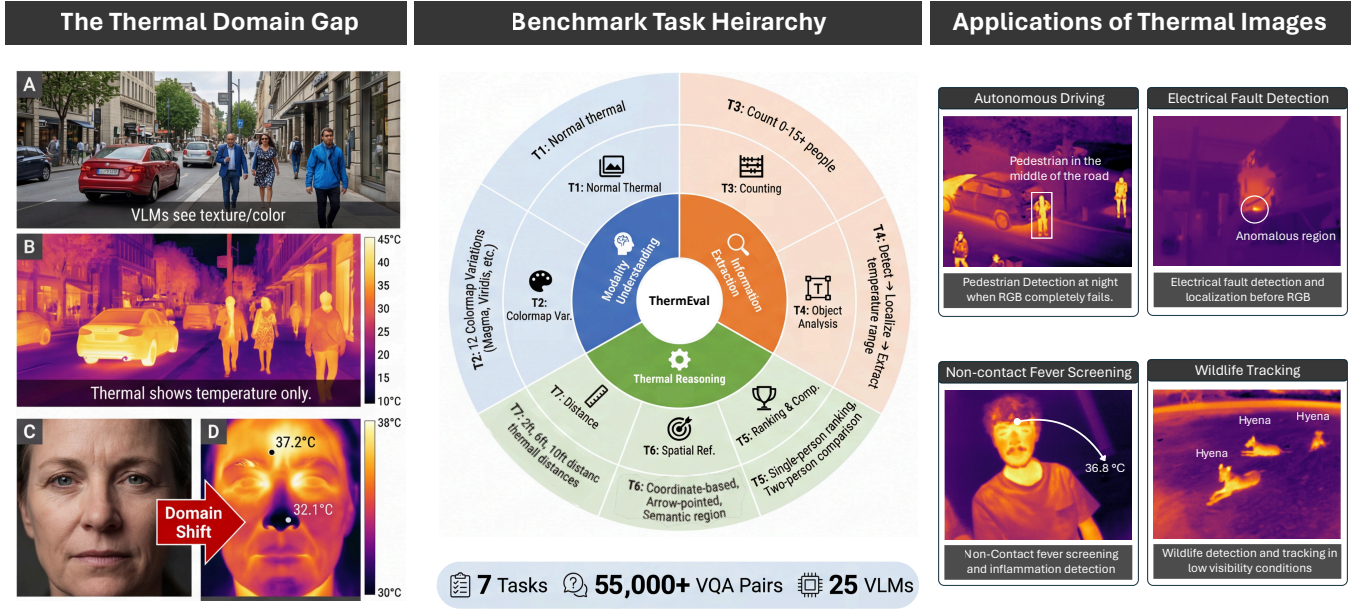 The Thermal Domain Gap
A
VLMs see texture/color
B
45°C
40
35
30
25
20
15
10°C
Thermal shows temperature only.
C
D
37.2°C
32.1°C
Domain
Shift
38°C
30°C
Benchmark Task Heirarchy
T1: Normal thermal
T1: Normal Thermal
T3: Count 0-15+ people
T3: Counting
T2: 12 Colormap Variations
(Magma, Viridis, etc.)
T2:
Colormap Var.
Modality
Understanding
ThermEval
Information
Extraction
T4: Object
Analysis
T4: Detect → Localize → Extract
temperature range
Thermal Reasoning
T7: Distance
T7: 2ft, 6ft, 10ft distanc
thermall distances
T6: Spatial Ref.
T6: Coordinate-based,
Arrow-pointed,
Semantic region
T5: Ranking & Comp.
T5: Single-person ranking,
Two-person comparison
7 Tasks
55,000+ VQA Pairs
25 VLMs
Applications of Thermal Images
Autonomous Driving
Pedestrian in the
middle of the road
Pedestrian Detection at night
when RGB completely fails.
Electrical Fault Detection
Anomalous region
Electrical fault detection and
localization before RGB
Non-contact Fever Screening
36.8 °C
Non-Contact fever screening
and inflammation detection
Wildlife Tracking
Hyena
Hyena
Hyena
Wildlife detection and tracking in
low visibility conditions